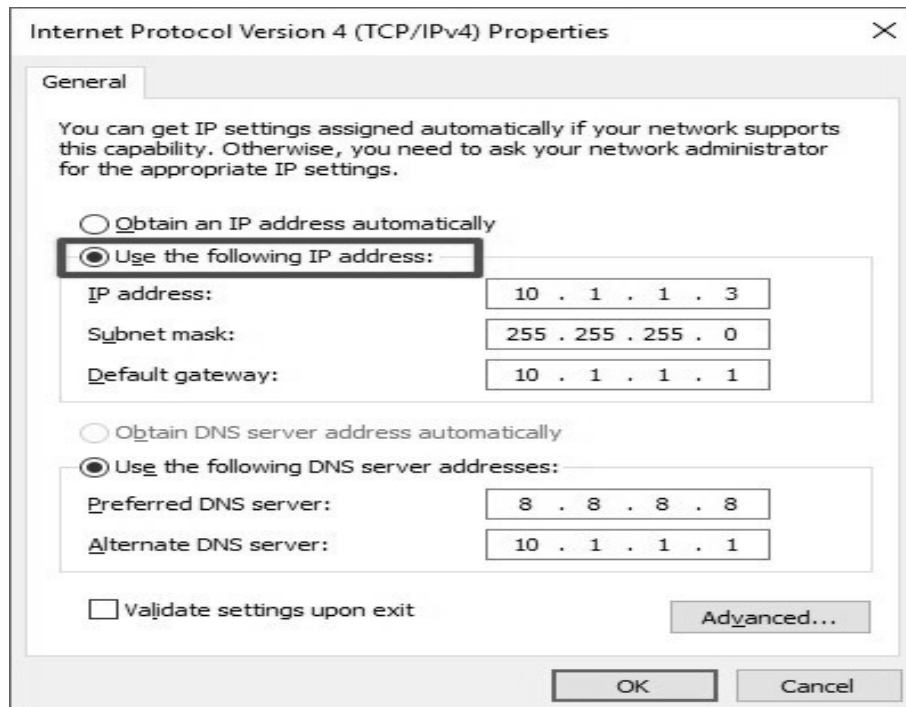 Internet Protocol Version 4 (TCP/IPv4) Properties
General
You can get IP settings assigned automatically if your network supports
this capability. Otherwise, you need to ask your network administrator
for the appropriate IP settings.
Obtain an IP address automatically
Use the following IP address:
IP address: 10 . 1 . 1 . 3
Subnet mask: 255 . 255 . 255 . 0
Default gateway: 10 . 1 . 1 . 1
Obtain DNS server address automatically
Use the following DNS server addresses:
Preferred DNS server: 8 . 8 . 8 . 8
Alternate DNS server: 10 . 1 . 1 . 1
Validate settings upon exit
Advanced...
OK Cancel